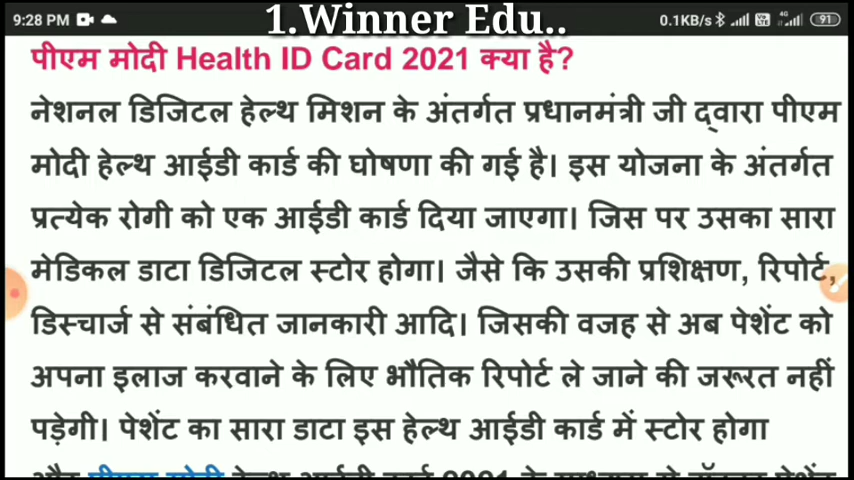 9:28 PM
1.Winner Edu..
0.1KB/s
4G
91
पीएम मोदी Health ID Card 2021 क्या है?
नेशनल डिजिटल हेल्थ मिशन के अंतर्गत प्रधानमंत्री जी द्वारा पीएम
मोदी हेल्थ आईडी कार्ड की घोषणा की गई है। इस योजना के अंतर्गत
प्रत्येक रोगी को एक आईडी कार्ड दिया जाएगा। जिस पर उसका सारा
मेडिकल डाटा डिजिटल स्टोर होगा। जैसे कि उसकी प्रशिक्षण, रिपोर्ट,
डिस्चार्ज से संबंधित जानकारी आदि। जिसकी वजह से अब पेशेंट को
अपना इलाज करवाने के लिए भौतिक रिपोर्ट ले जाने की जरूरत नहीं
पड़ेगी। पेशेंट का सारा डाटा इस हेल्थ आईडी कार्ड में स्टोर होगा